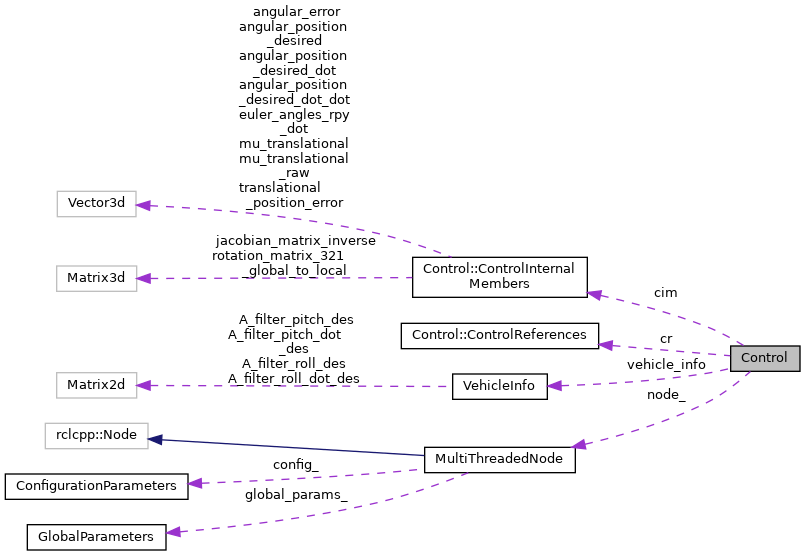 angular_error
angular_position
_desired
angular_position
_desired_dot
angular_position
_desired_dot_dot
euler_angles_rpy
_dot
mu_translational
mu_translational
_raw
translational
_position_error
Vector3d
jacobian_matrix_inverse
rotation_matrix_321
_global_to_local
Matrix3d
Control::ControlInternal
Members
cim
Control::ControlReferences
cr
Control
A_filter_pitch_des
A_filter_pitch_dot
_des
A_filter_roll_des
A_filter_roll_dot_des
Matrix2d
VehicleInfo
vehicle_info
node_
rclcpp::Node
MultiThreadedNode
config_
ConfigurationParameters
global_params_
GlobalParameters